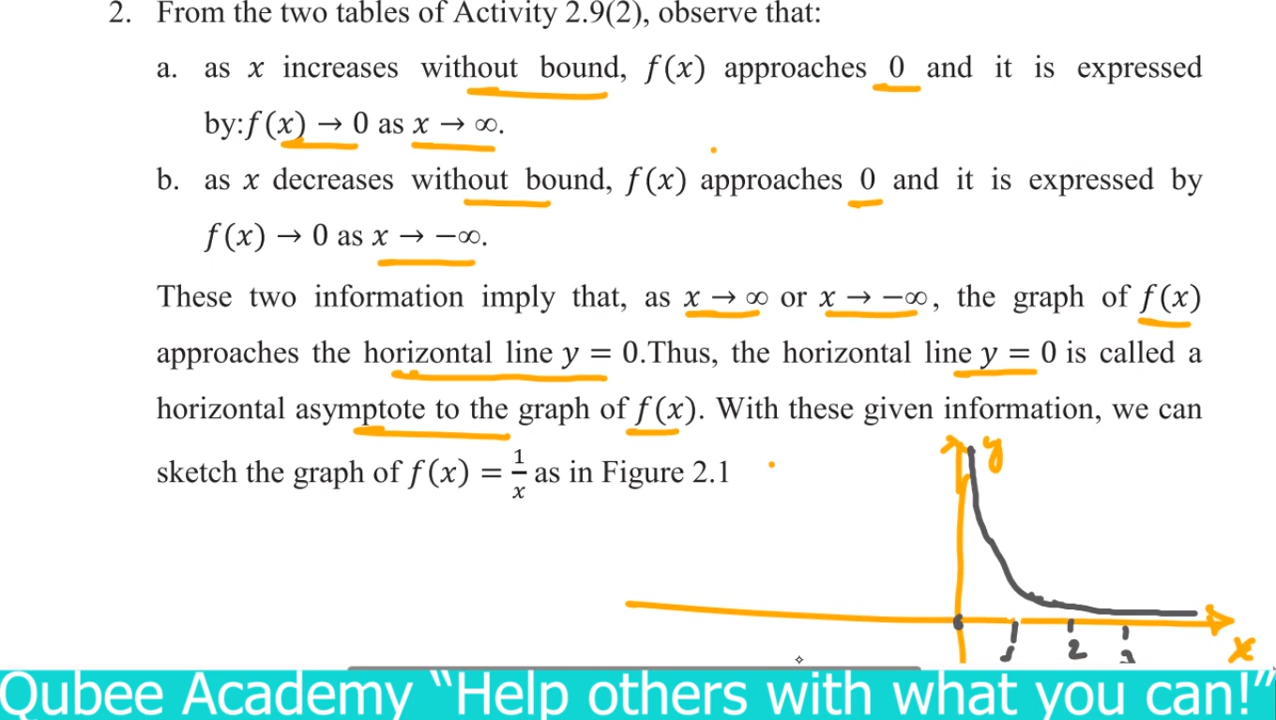 2. From the two tables of Activity 2.9(2), observe that:
a. as x increases without bound, f(x) approaches 0 and it is expressed
by:f(x) → 0 as x → ∞.
b. as x decreases without bound, f(x) approaches 0 and it is expressed by
f(x) → 0 as x → −∞.
These two information imply that, as x → ∞ or x → −∞, the graph of f(x)
approaches the horizontal line y = 0.Thus, the horizontal line y = 0 is called a
horizontal asymptote to the graph of f(x). With these given information, we can
sketch the graph of f(x) = 1/x as in Figure 2.1
y
2
x
Qubee Academy “Help others with what you can!”